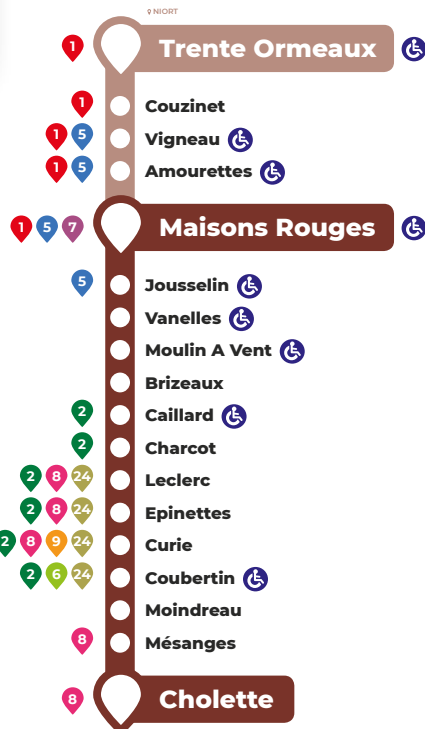 NIORT
1 Trente Ormeaux
1 Couzinet
1 5 Vigneau
1 5 Amourettes
1 5 7 Maisons Rouges
5 Jousselin
Vanelles
Moulin A Vent
Brizeaux
2 Caillard
2 Charcot
2 8 24 Leclerc
2 8 24 Epinettes
2 8 9 24 Curie
2 6 24 Coubertin
Moindreau
8 Mésanges
8 Cholette